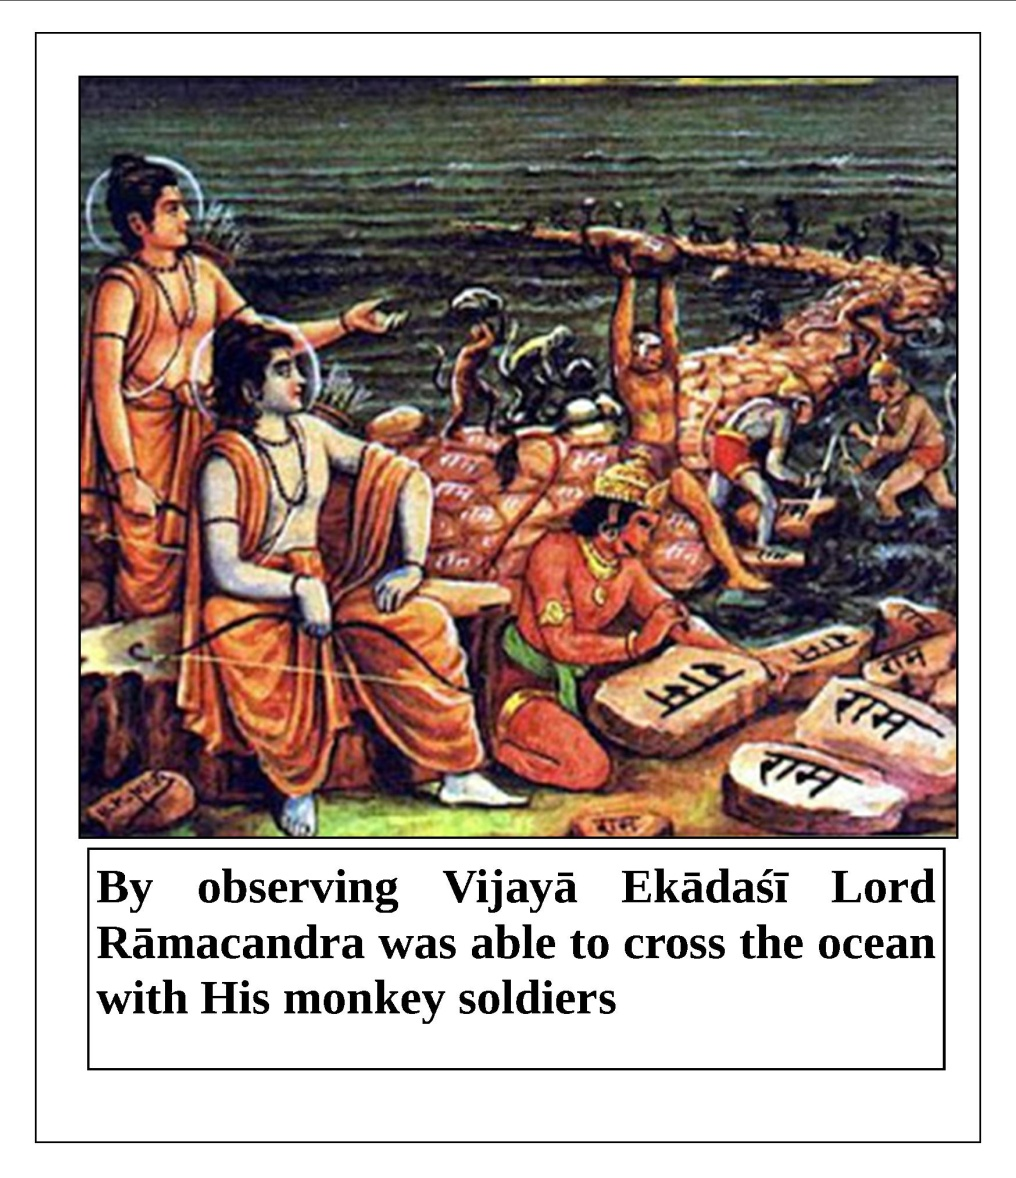 राम
राम
राम
राम
राम
राम
राम
राम
राम
राम
राम
राम
राम
By observing Vijayā Ekādaśī Lord
Rāmacandra was able to cross the ocean
with His monkey soldiers